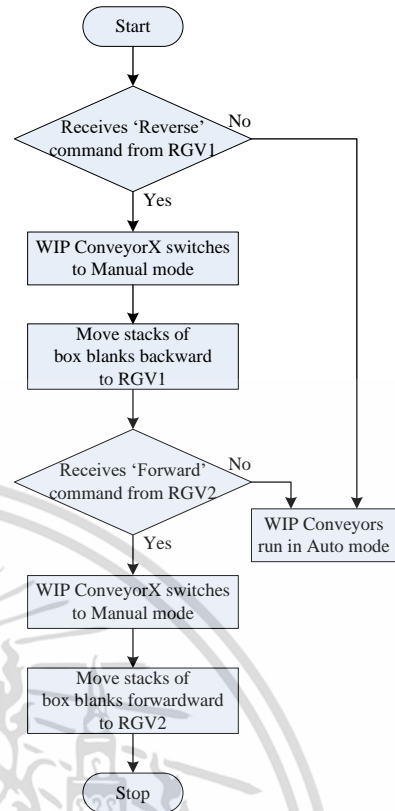 Start
Receives ‘Reverse’
command from RGV1
No
Yes
WIP ConveyorX switches
to Manual mode
Move stacks of
box blanks backward
to RGV1
Receives ‘Forward’
command from RGV2
No
WIP Conveyors
run in Auto mode
Yes
WIP ConveyorX switches
to Manual mode
Move stacks of
box blanks forwardward
to RGV2
Stop